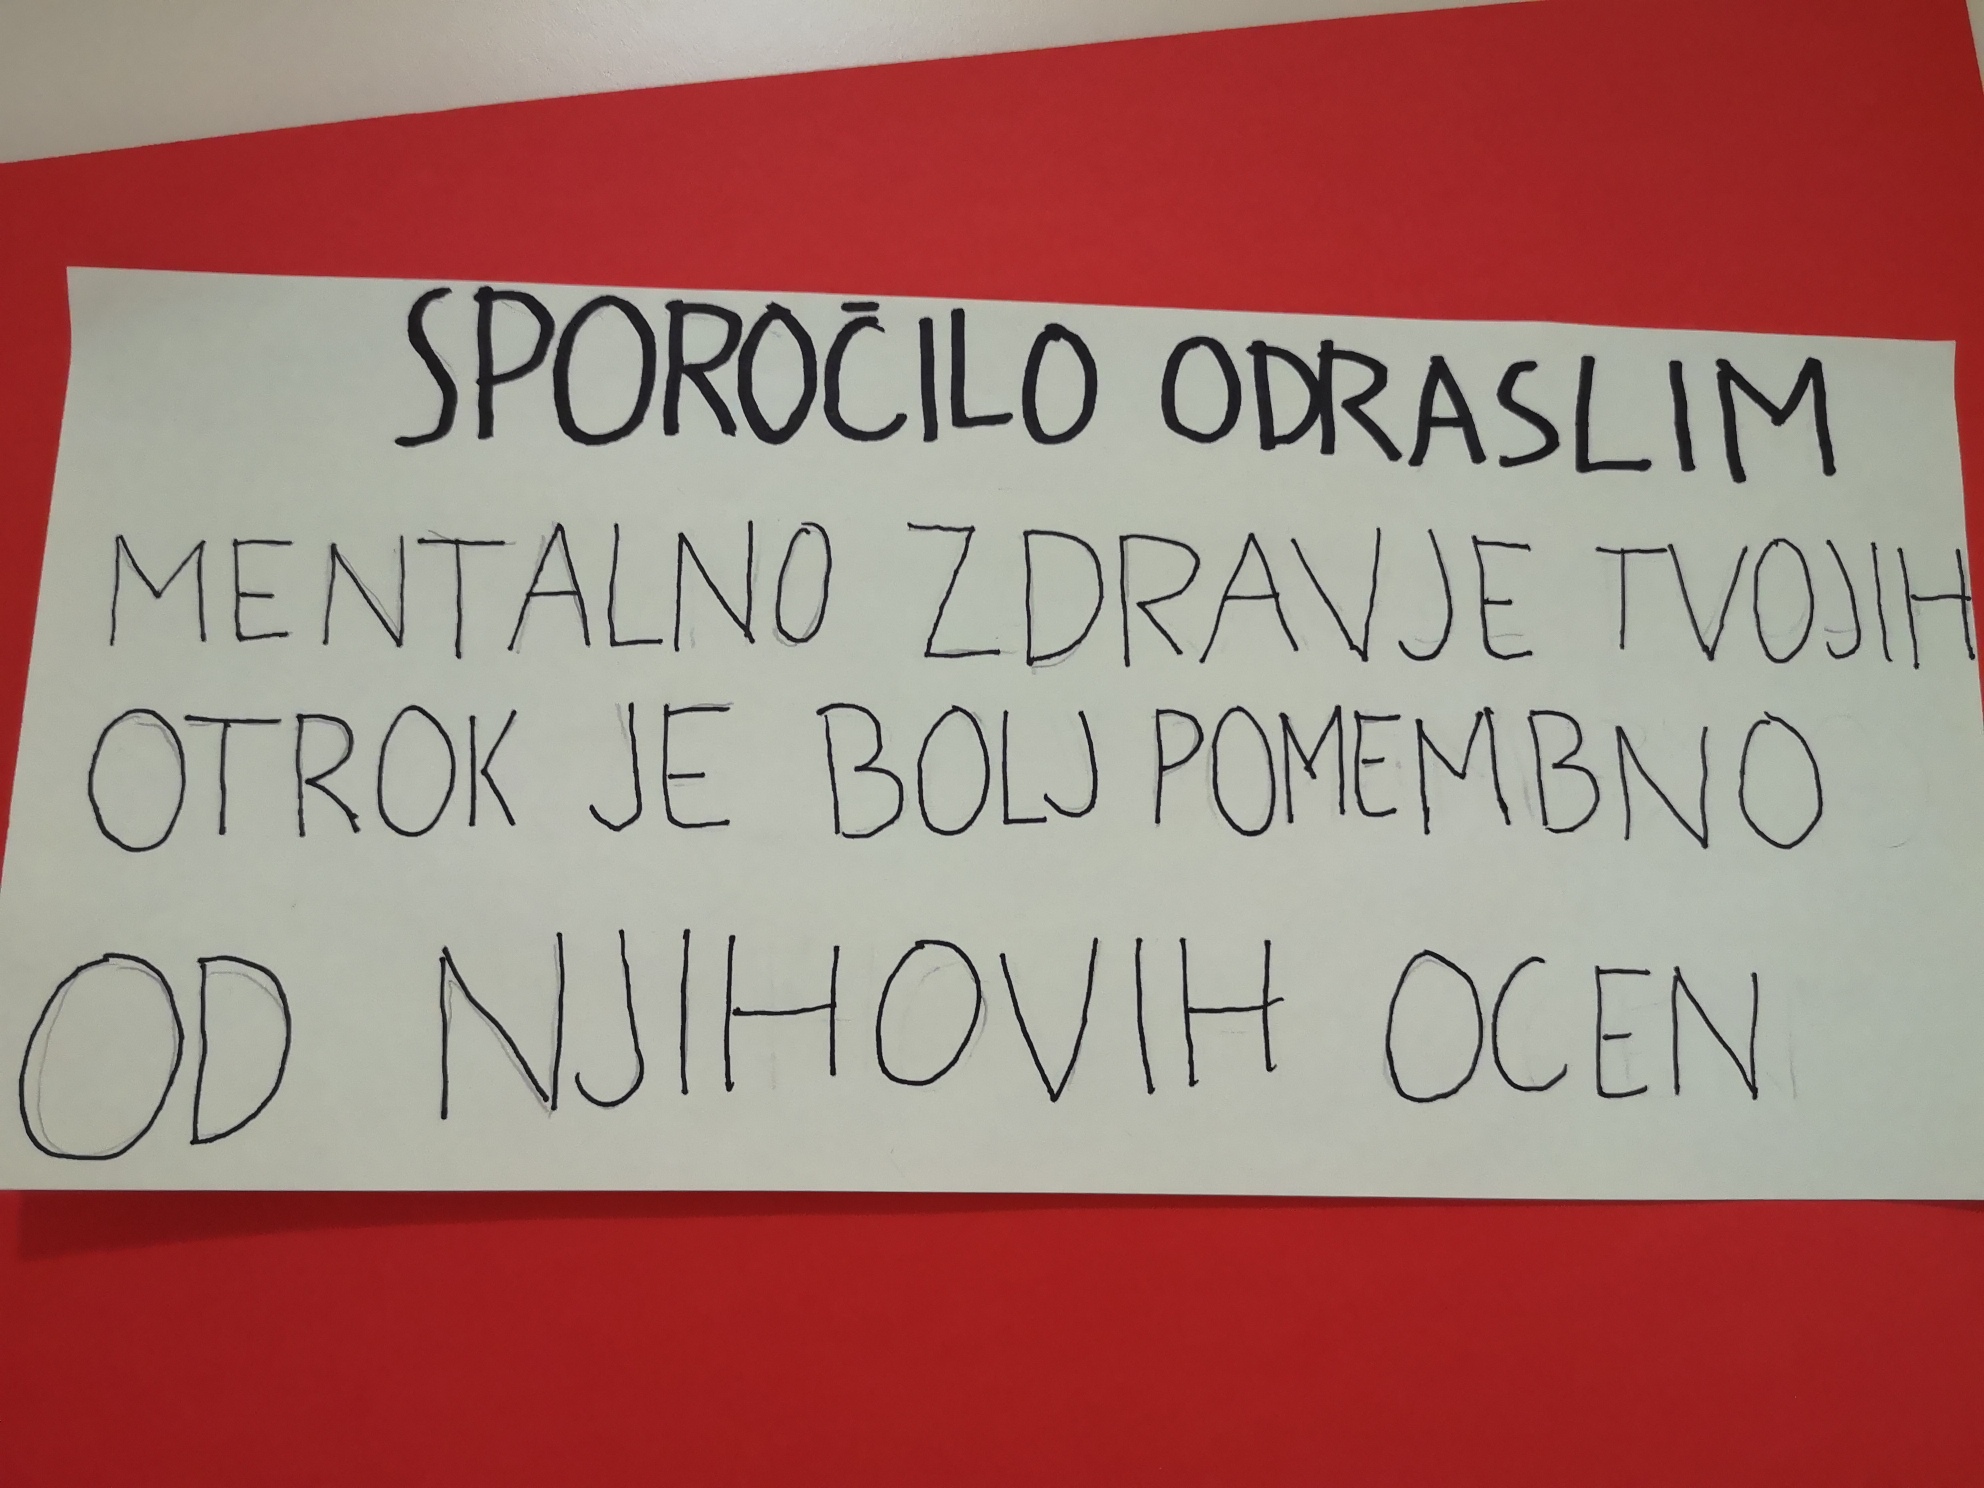 SPOROČILO ODRASLIM
MENTALNO ZDRAVJE TVOJIH
OTROK JE BOLJ POMEMBNO
OD NJIHOVIH OCEN